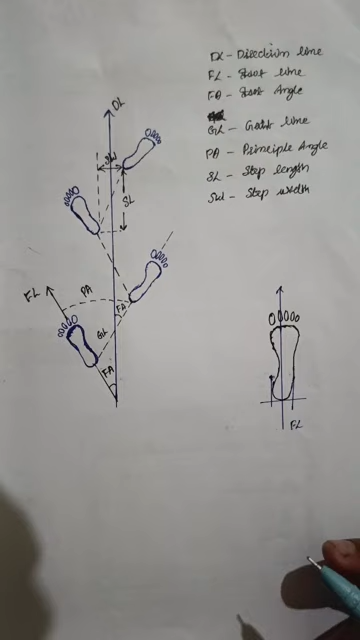 DL - Direction line
FL - Foot line
FA - Foot Angle
GL - Gait line
PA - Principle Angle
SL - Step length
SW - Step width
DL
SW
SL
FL
PA
FA
GL
FA
FL